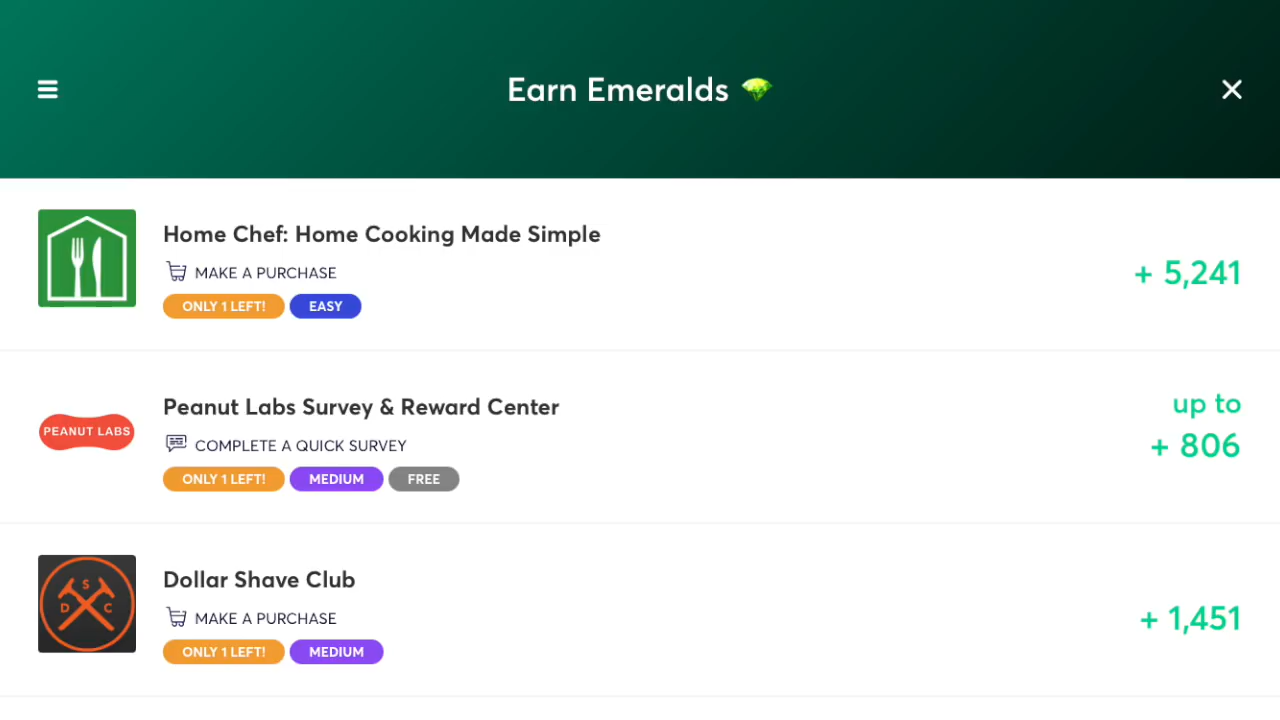 Earn Emeralds
Home Chef: Home Cooking Made Simple
MAKE A PURCHASE
ONLY 1 LEFT! EASY
+ 5,241
PEANUT LABS
Peanut Labs Survey & Reward Center
COMPLETE A QUICK SURVEY
ONLY 1 LEFT! MEDIUM FREE
up to
+ 806
S
D C
Dollar Shave Club
MAKE A PURCHASE
ONLY 1 LEFT! MEDIUM
+ 1,451